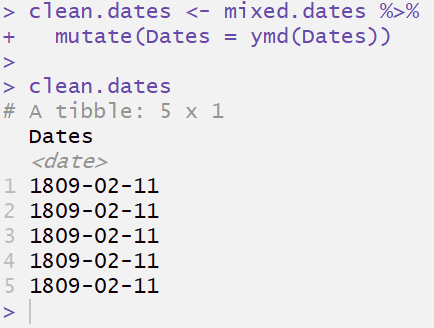 > clean.dates <- mixed.dates %>%
+   mutate(Dates = ymd(Dates))
>
> clean.dates
# A tibble: 5 x 1
  Dates
  <date>
1 1809-02-11
2 1809-02-11
3 1809-02-11
4 1809-02-11
5 1809-02-11
>